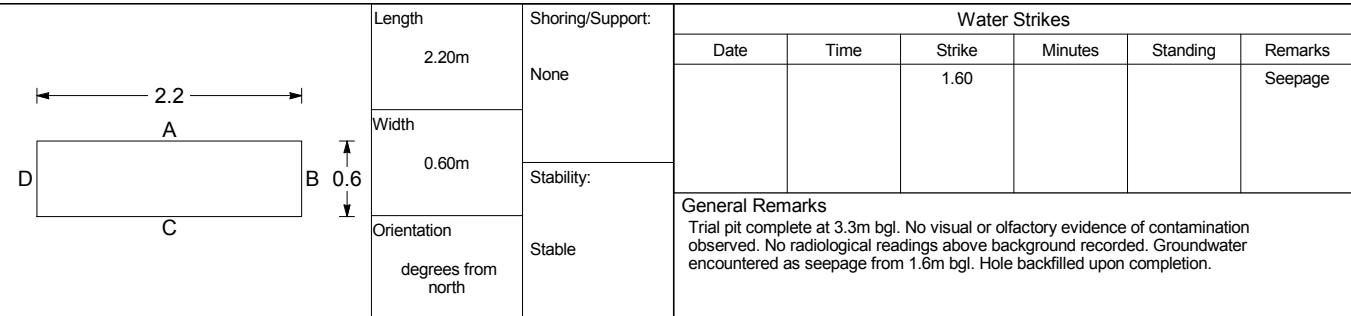 2.2
A
D
B
0.6
C
Length
2.20m
Width
0.60m
Orientation
degrees from
north
Shoring/Support:
None
Stability:
Stable
Water Strikes
Date Time Strike Minutes Standing Remarks
1.60 Seepage
General Remarks
Trial pit complete at 3.3m bgl. No visual or olfactory evidence of contamination
observed. No radiological readings above background recorded. Groundwater
encountered as seepage from 1.6m bgl. Hole backfilled upon completion.